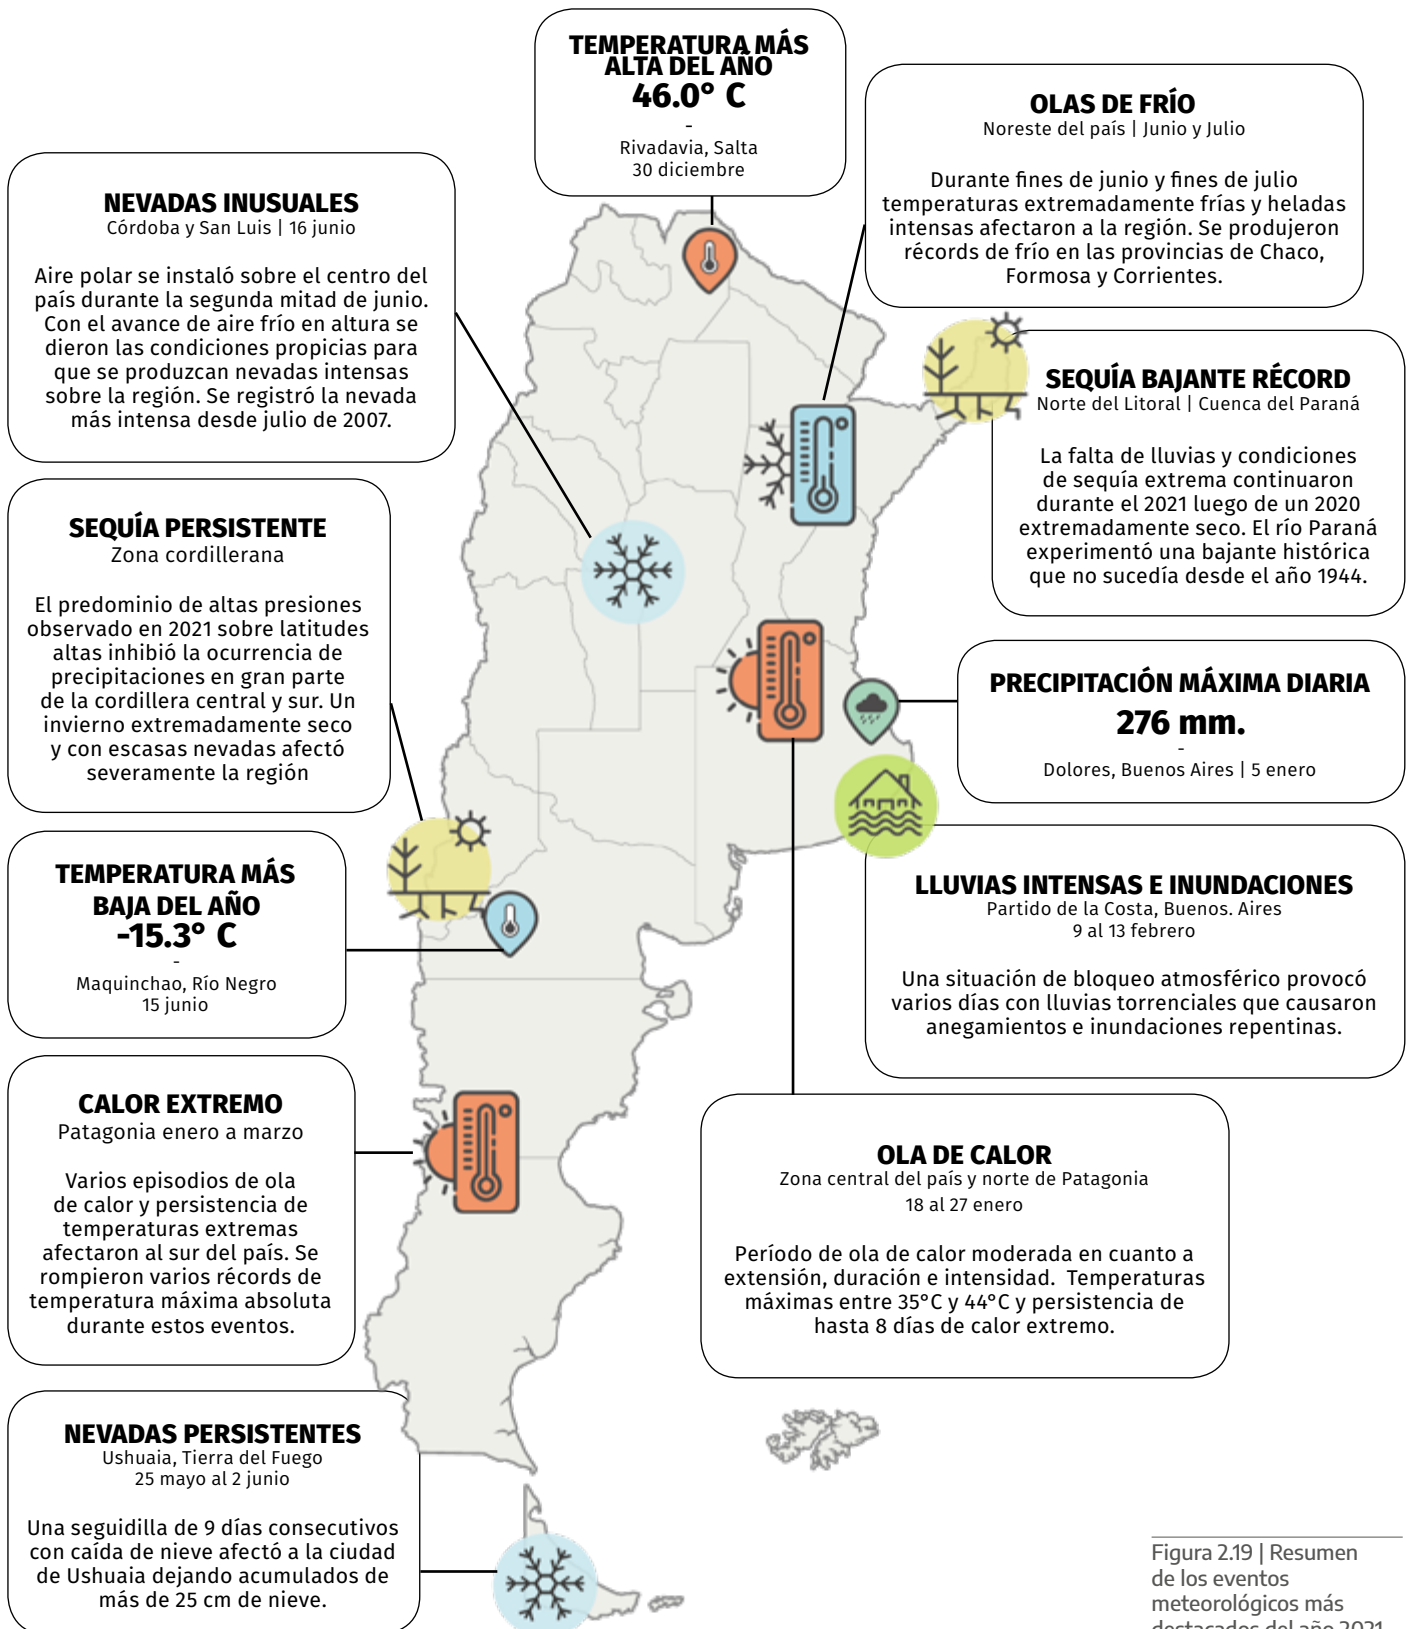 TEMPERATURA MÁS
ALTA DEL AÑO
46.0° C
-
Rivadavia, Salta
30 diciembre
OLAS DE FRÍO
Noreste del país | Junio y Julio
Durante fines de junio y fines de julio
temperaturas extremadamente frías y heladas
intensas afectaron a la región. Se produjeron
récords de frío en las provincias de Chaco,
Formosa y Corrientes.
NEVADAS INUSUALES
Córdoba y San Luis | 16 junio
Aire polar se instaló sobre el centro del
país durante la segunda mitad de junio.
Con el avance de aire frío en altura se
dieron las condiciones propicias para
que se produzcan nevadas intensas
sobre la región. Se registró la nevada
más intensa desde julio de 2007.
SEQUÍA BAJANTE RÉCORD
Norte del Litoral | Cuenca del Paraná
La falta de lluvias y condiciones
de sequía extrema continuaron
durante el 2021 luego de un 2020
extremadamente seco. El río Paraná
experimentó una bajante histórica
que no sucedía desde el año 1944.
SEQUÍA PERSISTENTE
Zona cordillerana
El predominio de altas presiones
observado en 2021 sobre latitudes
altas inhibió la ocurrencia de
precipitaciones en gran parte
de la cordillera central y sur. Un
invierno extremadamente seco
y con escasas nevadas afectó
severamente la región
PRECIPITACIÓN MÁXIMA DIARIA
276 mm.
-
Dolores, Buenos Aires | 5 enero
TEMPERATURA MÁS
BAJA DEL AÑO
-15.3° C
-
Maquinchao, Río Negro
15 junio
LLUVIAS INTENSAS E INUNDACIONES
Partido de la Costa, Buenos. Aires
9 al 13 febrero
Una situación de bloqueo atmosférico provocó
varios días con lluvias torrenciales que causaron
anegamientos e inundaciones repentinas.
CALOR EXTREMO
Patagonia enero a marzo
Varios episodios de ola
de calor y persistencia de
temperaturas extremas
afectaron al sur del país. Se
rompieron varios récords de
temperatura máxima absoluta
durante estos eventos.
OLA DE CALOR
Zona central del país y norte de Patagonia
18 al 27 enero
Período de ola de calor moderada en cuanto a
extensión, duración e intensidad. Temperaturas
máximas entre 35°C y 44°C y persistencia de
hasta 8 días de calor extremo.
NEVADAS PERSISTENTES
Ushuaia, Tierra del Fuego
25 mayo al 2 junio
Una seguidilla de 9 días consecutivos
con caída de nieve afectó a la ciudad
de Ushuaia dejando acumulados de
más de 25 cm de nieve.
Figura 2.19 | Resumen
de los eventos
meteorológicos más
destacados del año 2021